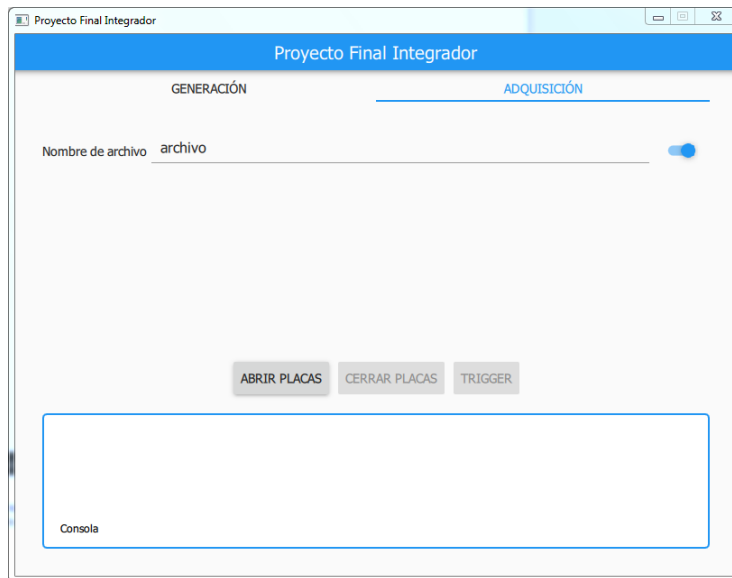 Proyecto Final Integrador
Proyecto Final Integrador
GENERACIÓN ADQUISICIÓN
Nombre de archivo archivo
ABRIR PLACAS CERRAR PLACAS TRIGGER
Consola